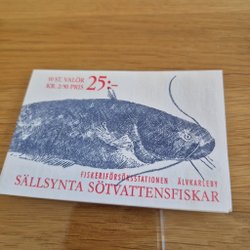 10 ST. VALÖR
KR. 2:50 PRIS
25:-
FISKERIFÖRSÖKSSTATIONEN ÄLVKARLEBY
SÄLLSYNTA SÖTVATTENSFISKAR